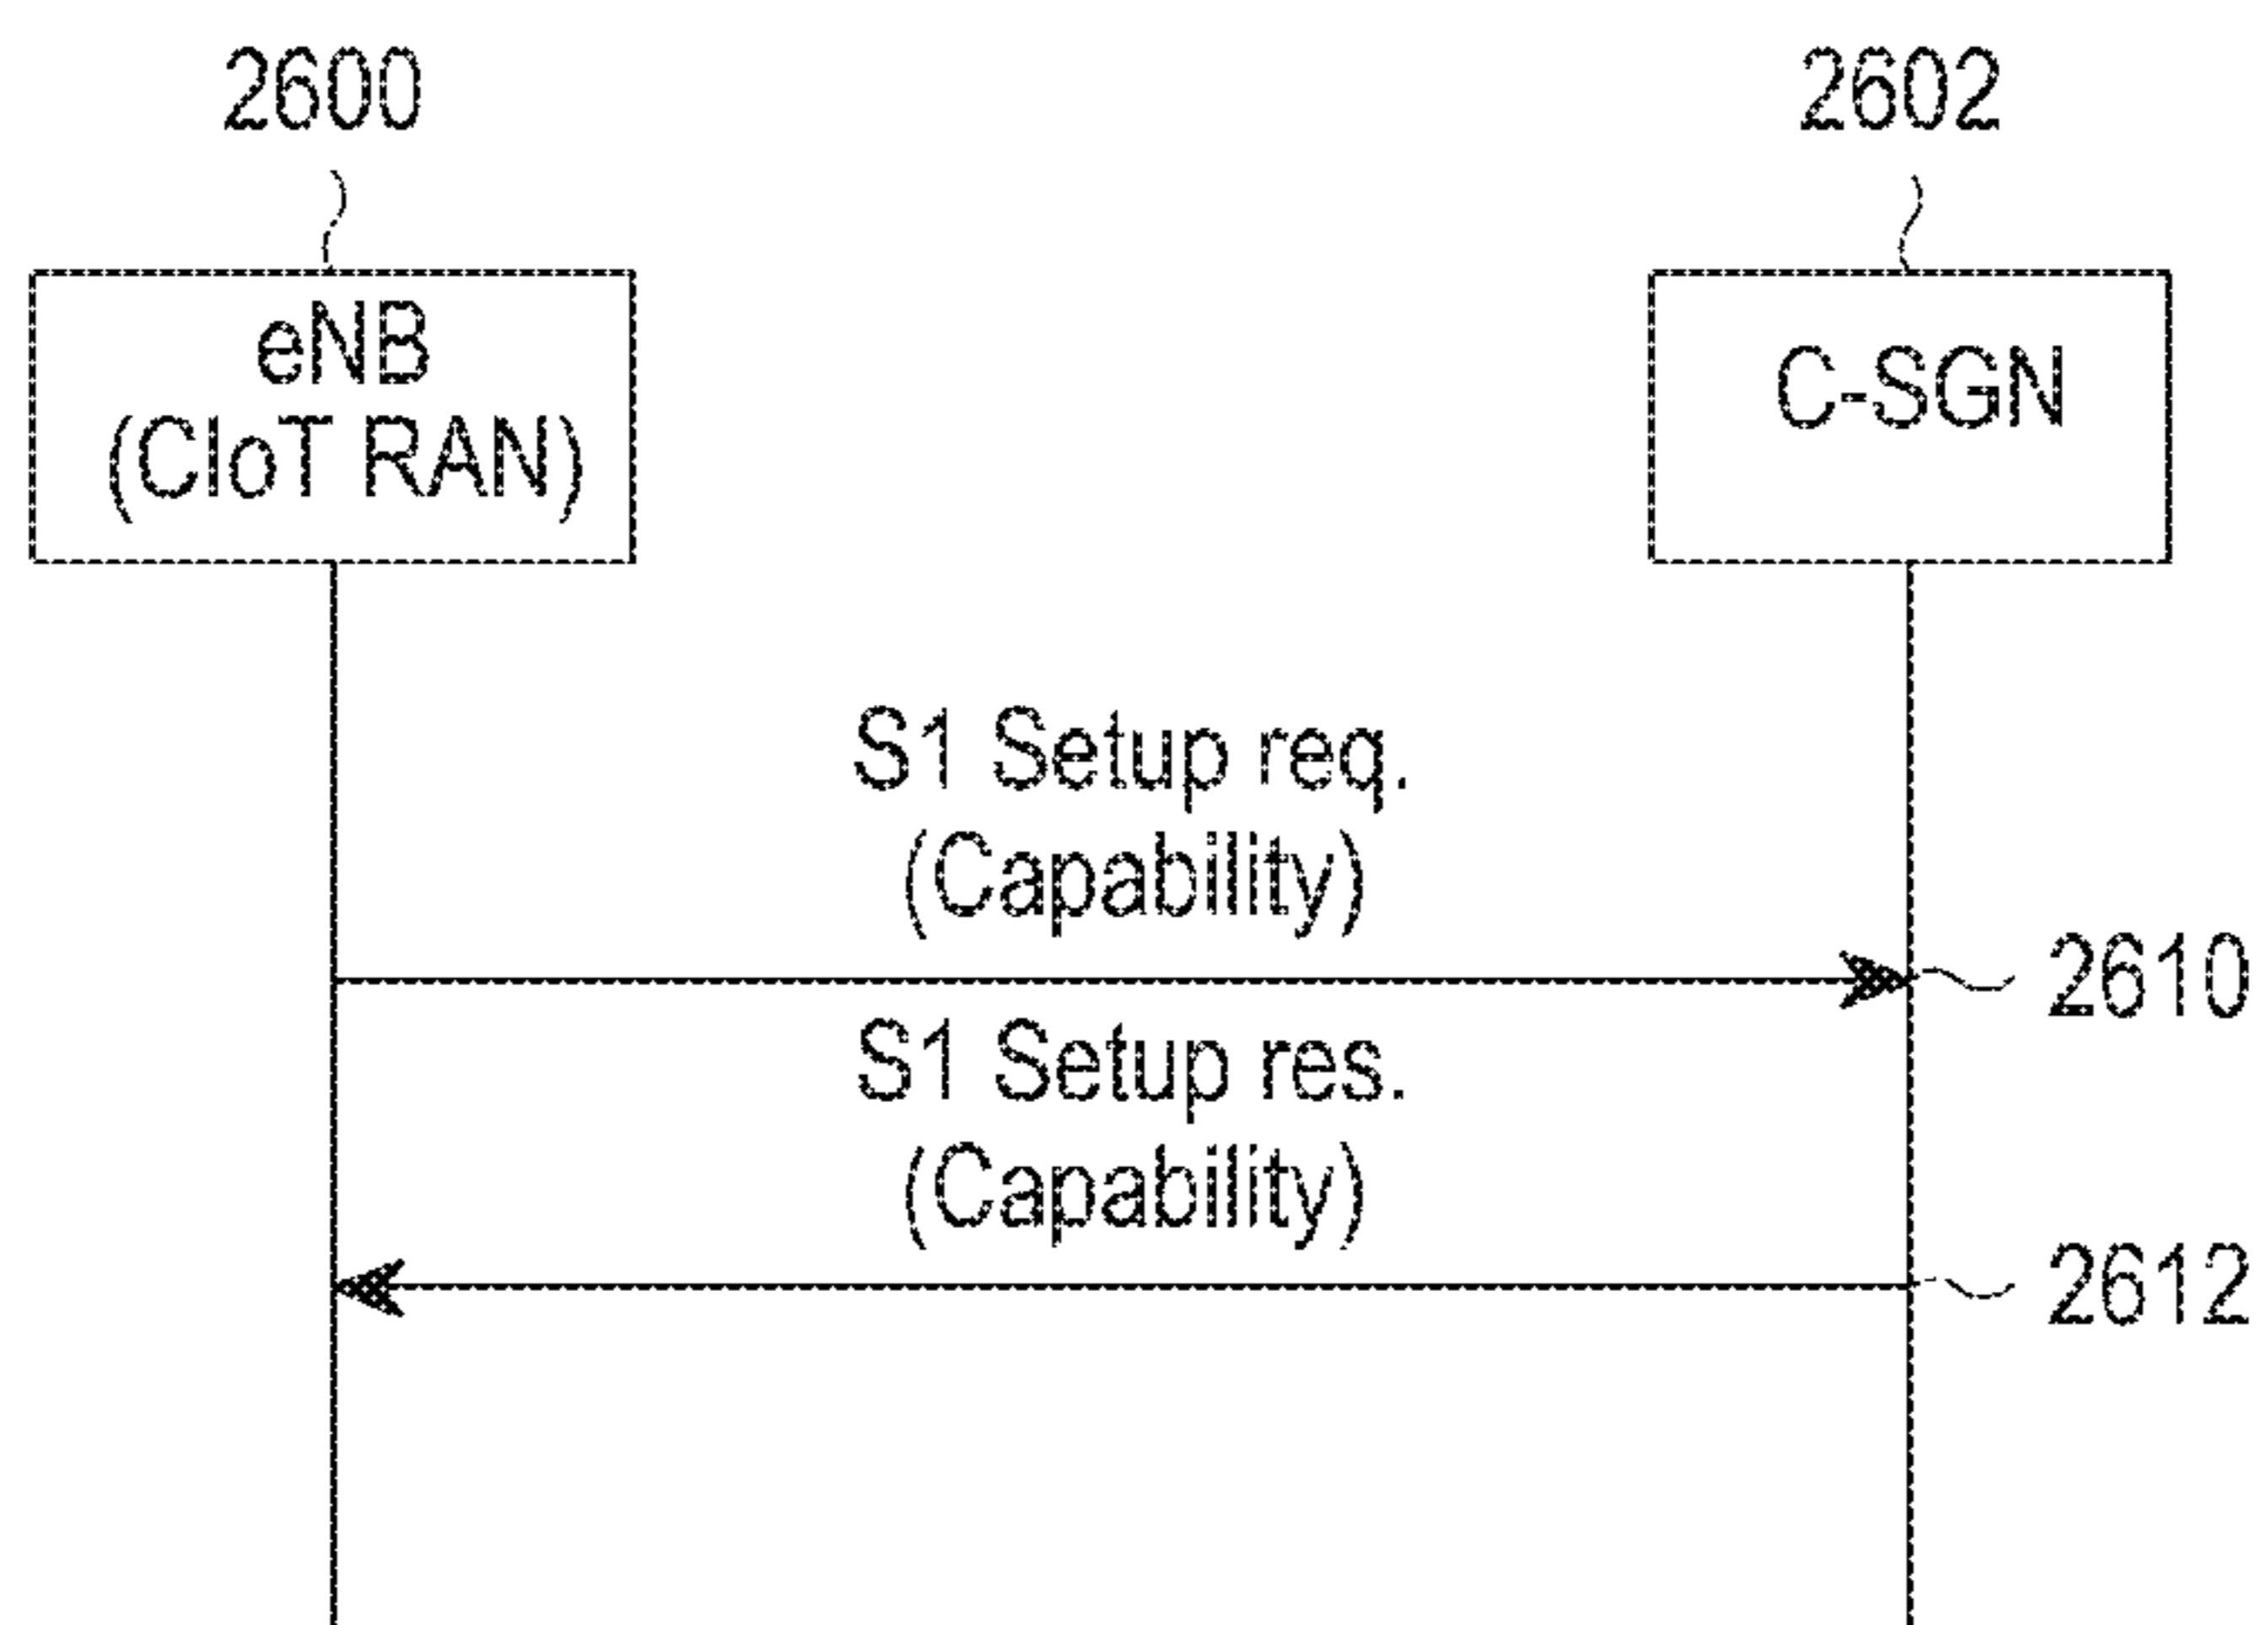 2600
2602
eNB
(CIoT RAN)
C-SGN
S1 Setup req.
(Capability)
2610
S1 Setup res.
(Capability)
2612